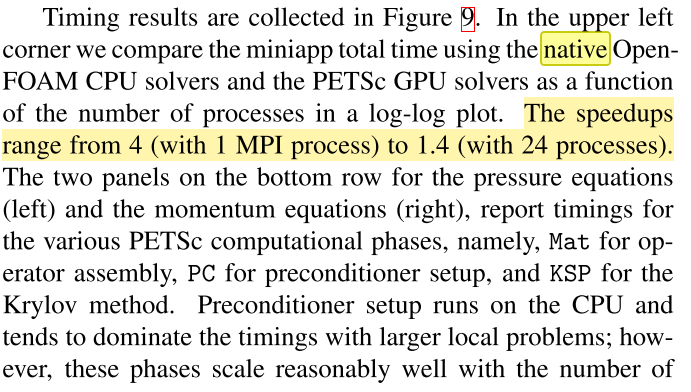 Timing results are collected in Figure 9. In the upper left
corner we compare the miniapp total time using the native Open-
FOAM CPU solvers and the PETSc GPU solvers as a function
of the number of processes in a log-log plot. The speedups
range from 4 (with 1 MPI process) to 1.4 (with 24 processes).
The two panels on the bottom row for the pressure equations
(left) and the momentum equations (right), report timings for
the various PETSc computational phases, namely, Mat for op-
erator assembly, PC for preconditioner setup, and KSP for the
Krylov method. Preconditioner setup runs on the CPU and
tends to dominate the timings with larger local problems; how-
ever, these phases scale reasonably well with the number of